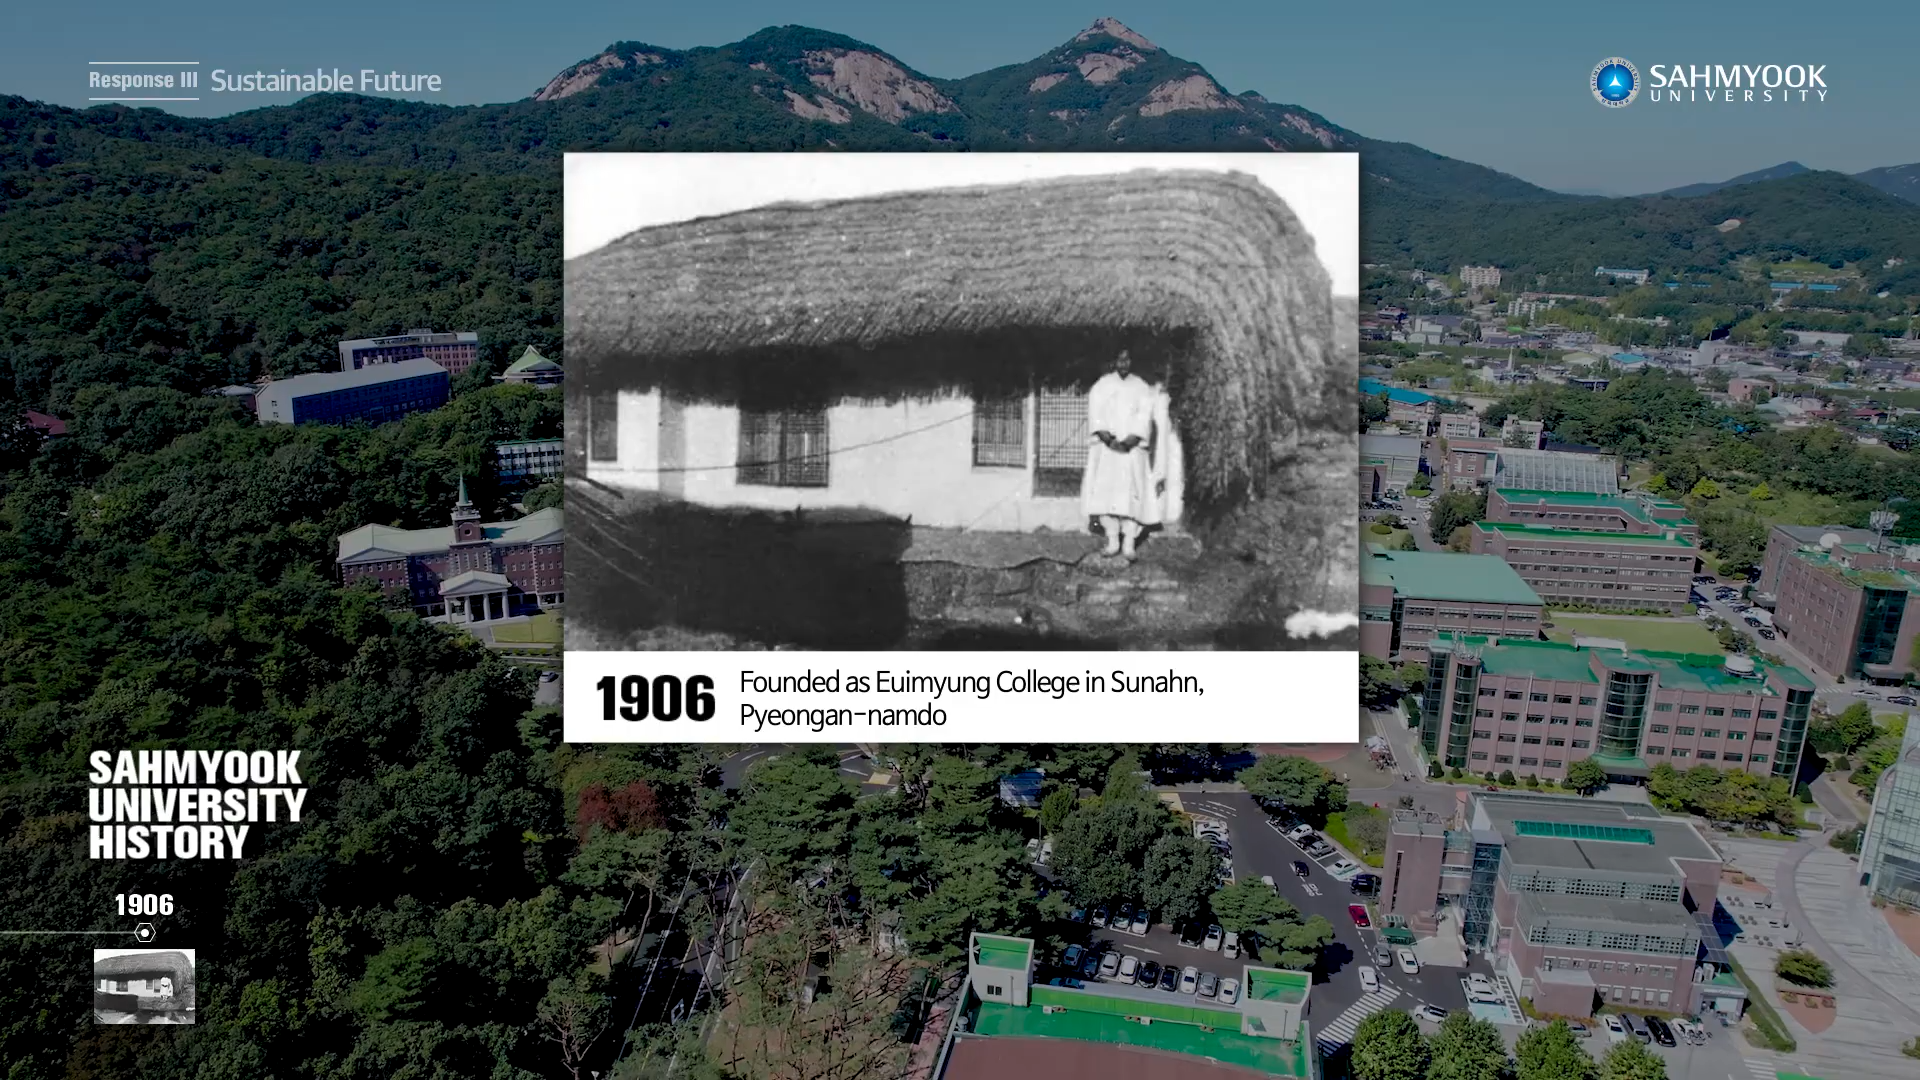 Response III Sustainable Future
SAHMYOOK
UNIVERSITY
1906
Founded as Euimyung College in Sunahn,
Pyeongan-namdo
SAHMYOOK
UNIVERSITY
HISTORY
1906